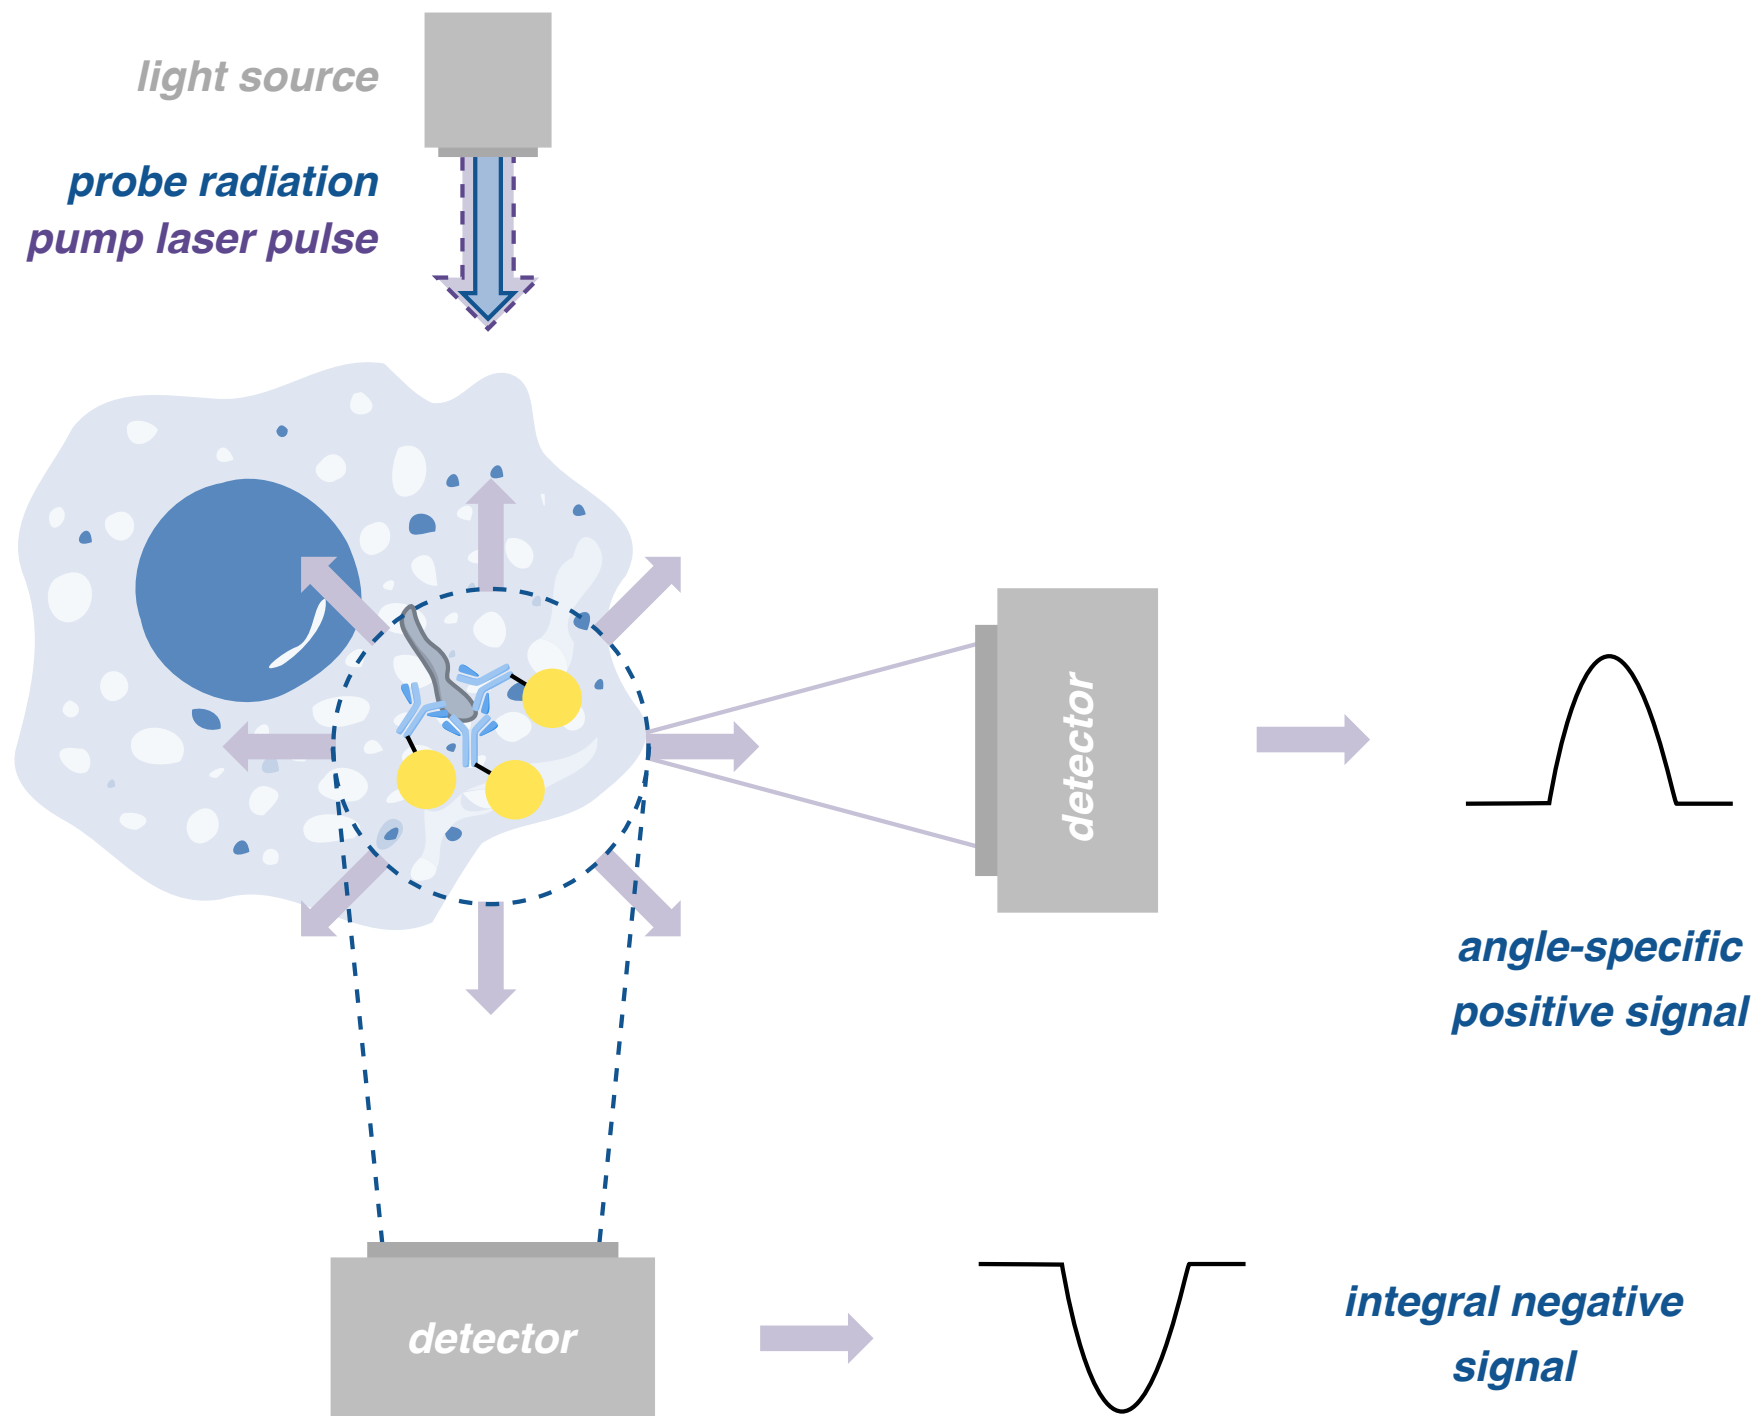 light source
probe radiation
pump laser pulse
detector
angle-specific
positive signal
detector
integral negative
signal